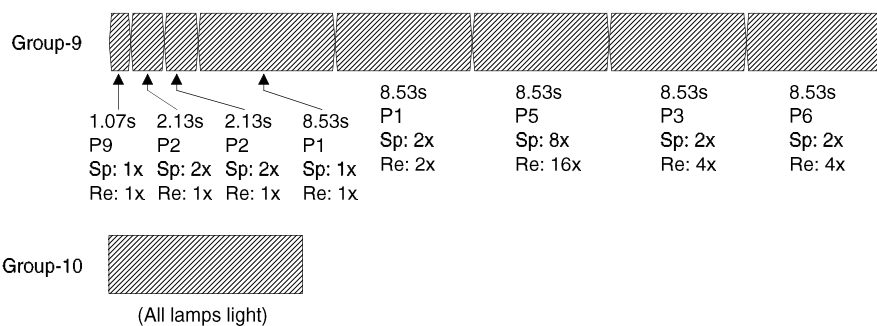 Group-9
1.07s 2.13s 2.13s 8.53s 8.53s 8.53s 8.53s 8.53s
P9 P2 P2 P1 P1 P5 P3 P6
Sp: 1x Sp: 2x Sp: 2x Sp: 1x Sp: 2x Sp: 8x Sp: 2x Sp: 2x
Re: 1x Re: 1x Re: 1x Re: 1x Re: 2x Re: 16x Re: 4x Re: 4x
Group-10
(All lamps light)